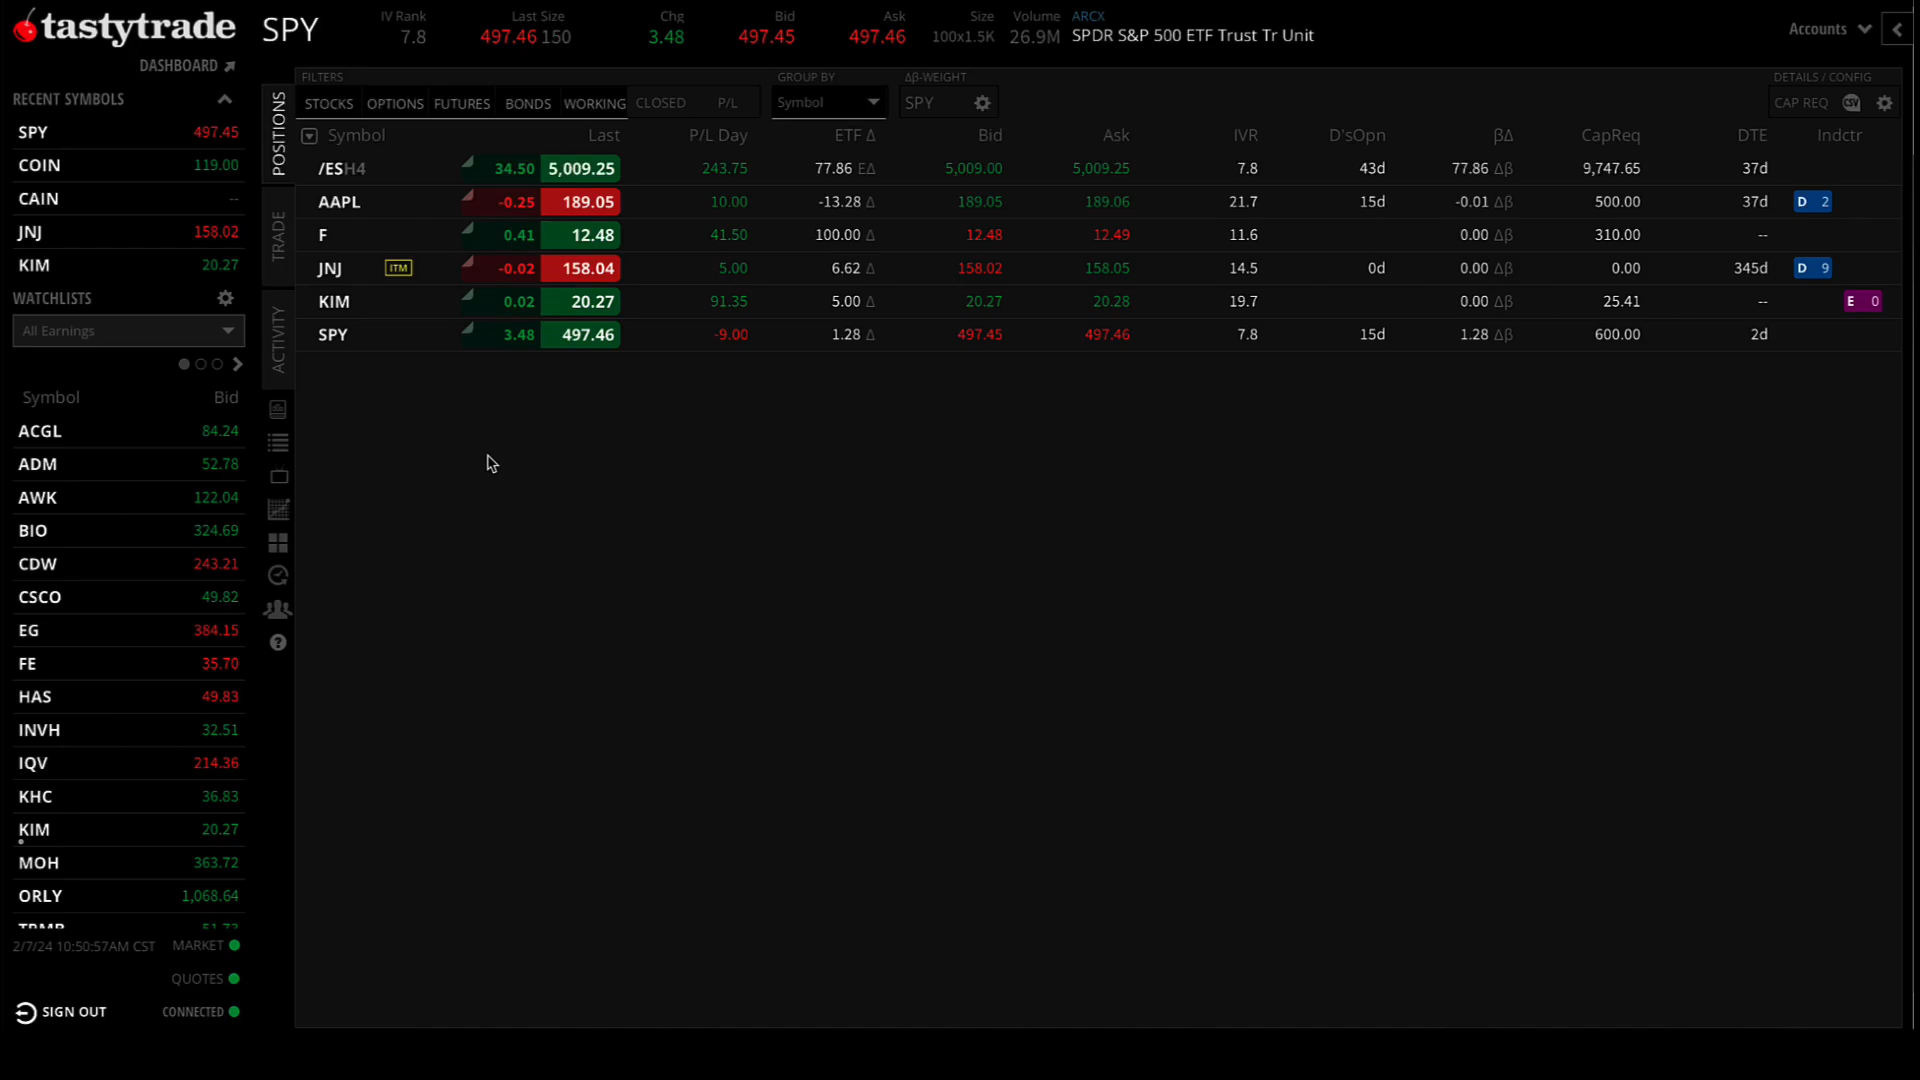 tastytrade
DASHBOARD
SPY
IV Rank
7.8
Last Size
497.46 150
Chg
3.48
Bid
497.45
Ask
497.46
Size
100x1.5K
Volume
26.9M
ARCX
SPDR S&P 500 ETF Trust Tr Unit
Accounts
RECENT SYMBOLS
SPY 497.45
COIN 119.00
CAIN --
JNJ 158.02
KIM 20.27
WATCHLISTS
All Earnings
Symbol Bid
ACGL 84.24
ADM 52.78
AWK 122.04
BIO 324.69
CDW 243.21
CSCO 49.82
EG 384.15
FE 35.70
HAS 49.83
INVH 32.51
IQV 214.36
KHC 36.83
KIM 20.27
MOH 363.72
ORLY 1,068.64
TRMB 51.73
2/7/24 10:50:57AM CST MARKET
QUOTES
SIGN OUT CONNECTED
POSITIONS
TRADE
ACTIVITY
FILTERS GROUP BY Δβ-WEIGHT DETAILS / CONFIG
STOCKS OPTIONS FUTURES BONDS WORKING CLOSED P/L Symbol SPY CAP REQ CSV
Symbol Last P/L Day ETF Δ Bid Ask IVR D'sOpn βΔ CapReq DTE Indctr
/ESH4 34.50 5,009.25 243.75 77.86 EΔ 5,009.00 5,009.25 7.8 43d 77.86 Δβ 9,747.65 37d
AAPL -0.25 189.05 10.00 -13.28 Δ 189.05 189.06 21.7 15d -0.01 Δβ 500.00 37d D 2
F 0.41 12.48 41.50 100.00 Δ 12.48 12.49 11.6 0.00 Δβ 310.00 --
JNJ ITM -0.02 158.04 5.00 6.62 Δ 158.02 158.05 14.5 0d 0.00 Δβ 0.00 345d D 9
KIM 0.02 20.27 91.35 5.00 Δ 20.27 20.28 19.7 0.00 Δβ 25.41 -- E 0
SPY 3.48 497.46 -9.00 1.28 Δ 497.45 497.46 7.8 15d 1.28 Δβ 600.00 2d